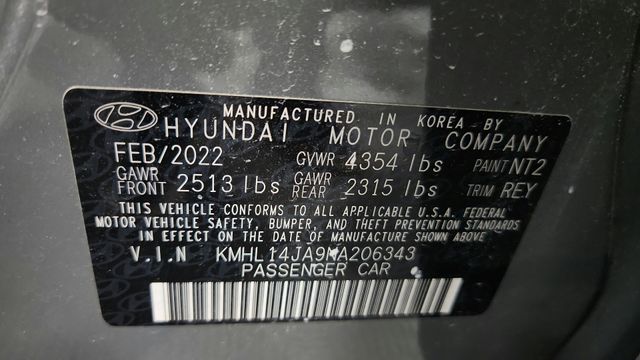 MANUFACTURED IN KOREA BY
HYUNDAI MOTOR COMPANY
FEB/2022 GVWR 4354 lbs PAINT NT2
GAWR FRONT 2513 lbs GAWR REAR 2315 lbs TRIM REY
THIS VEHICLE CONFORMS TO ALL APPLICABLE U.S.A. FEDERAL
MOTOR VEHICLE SAFETY, BUMPER, AND THEFT PREVENTION STANDARDS
IN EFFECT ON THE DATE OF MANUFACTURE SHOWN ABOVE
V.I.N KMHL14JA9NA206343
PASSENGER CAR